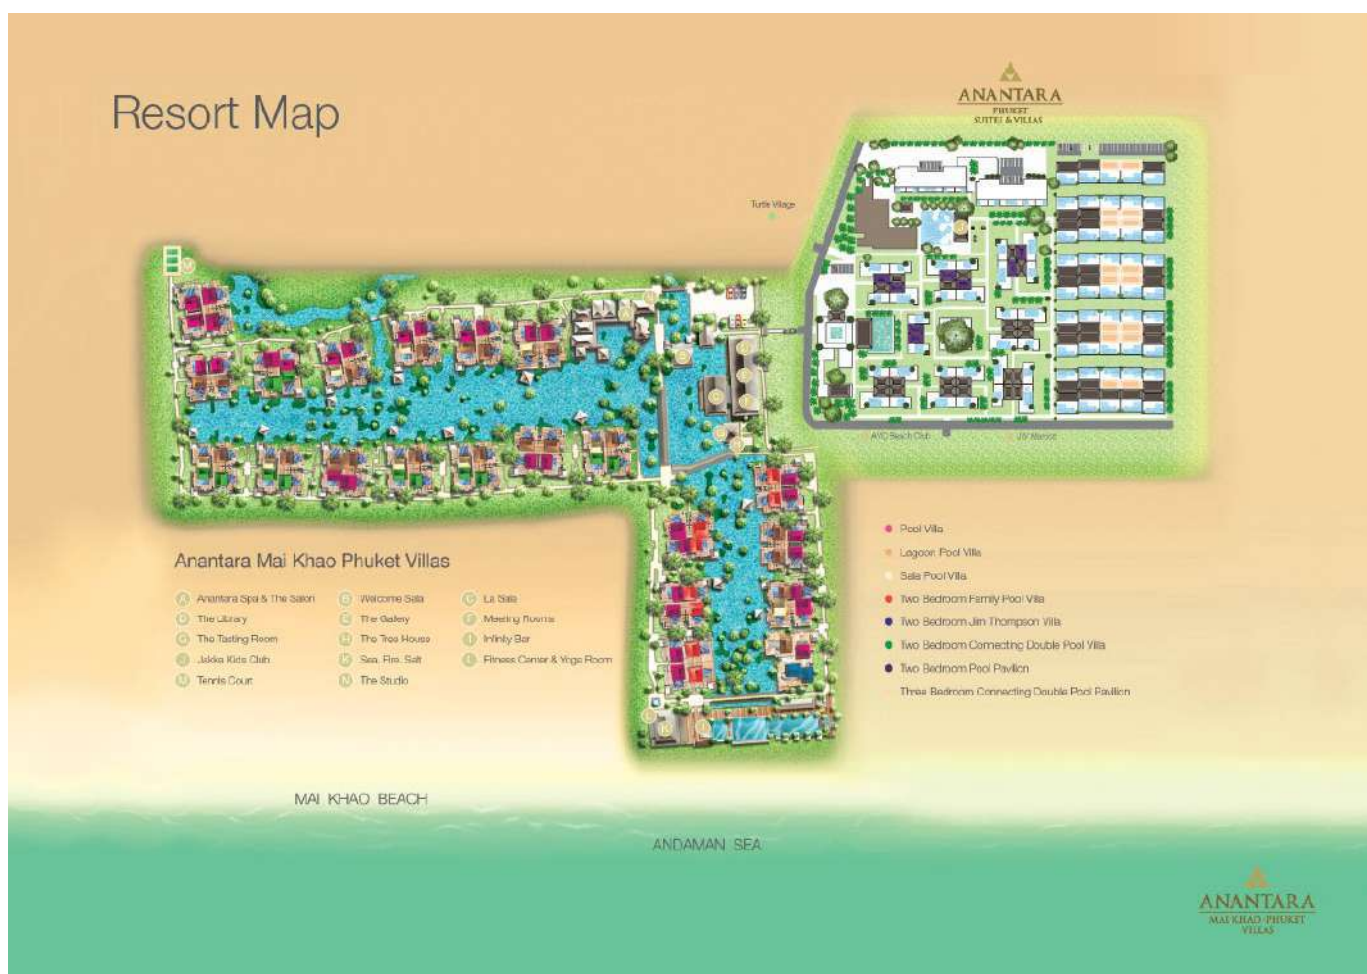 Resort Map
ANANTARA
PHUKET
SUITES & VILLAS
Turtle Village
AVC Beach Club
JW Marriott
Anantara Mai Khao Phuket Villas
A Anantara Spa & The Salon
B Welcome Sala
C La Sala
D The Library
E The Gallery
F Meeting Rooms
G The Tasting Room
H The Tree House
I Infinity Bar
J Jakka Kids Club
K Sea. Fire. Salt
L Fitness Center & Yoga Room
M Tennis Court
N The Studio
Pool Villa
Lagoon Pool Villa
Sala Pool Villa
Two Bedroom Family Pool Villa
Two Bedroom Jim Thompson Villa
Two Bedroom Connecting Double Pool Villa
Two Bedroom Pool Pavilion
Three Bedroom Connecting Double Pool Pavilion
MAI KHAO BEACH
ANDAMAN SEA
ANANTARA
MAI KHAO · PHUKET
VILLAS